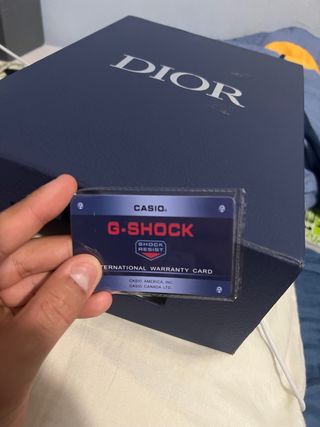 DIOR
CASIO®
G-SHOCK
SHOCK
RESIST
INTERNATIONAL WARRANTY CARD
CASIO AMERICA, INC.
CASIO CANADA LTD.